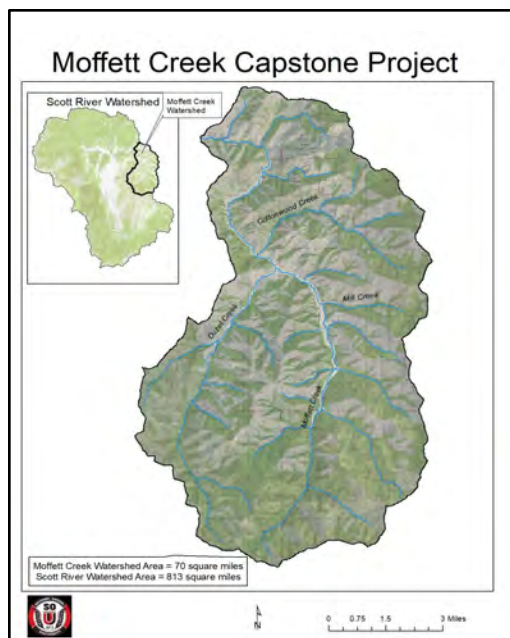 Moffett Creek Capstone Project
Scott River Watershed
Moffett Creek
Watershed
Cottonwood Creek
Mill Creek
Duzel Creek
Moffett Creek
Moffett Creek Watershed Area = 70 square miles
Scott River Watershed Area = 813 square miles
SO
U
N
0 0.75 1.5 3 Miles